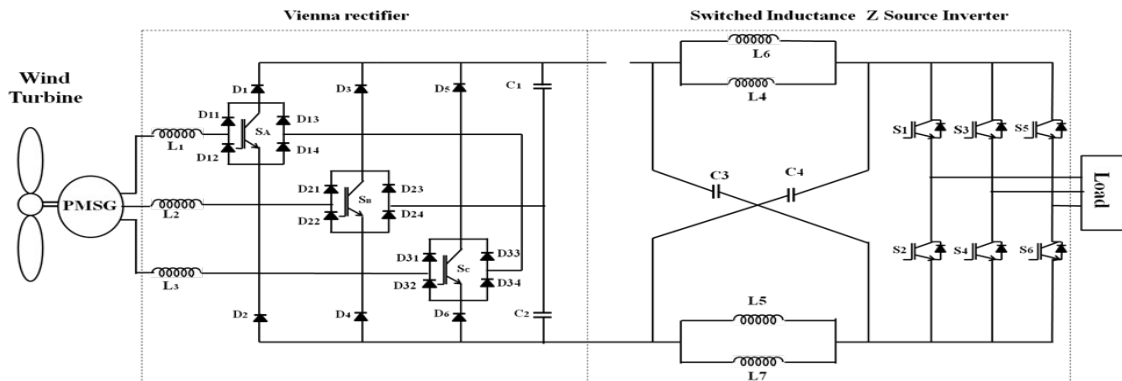 Vienna rectifier
Switched Inductance Z Source Inverter
Wind
Turbine
PMSG
L1
L2
L3
D1
D3
D5
D11
D12
D13
D14
SA
D21
D22
D23
D24
SB
D31
D32
D33
D34
SC
D2
D4
D6
C1
C2
L6
L4
C3
C4
L5
L7
S1
S3
S5
S2
S4
S6
Load